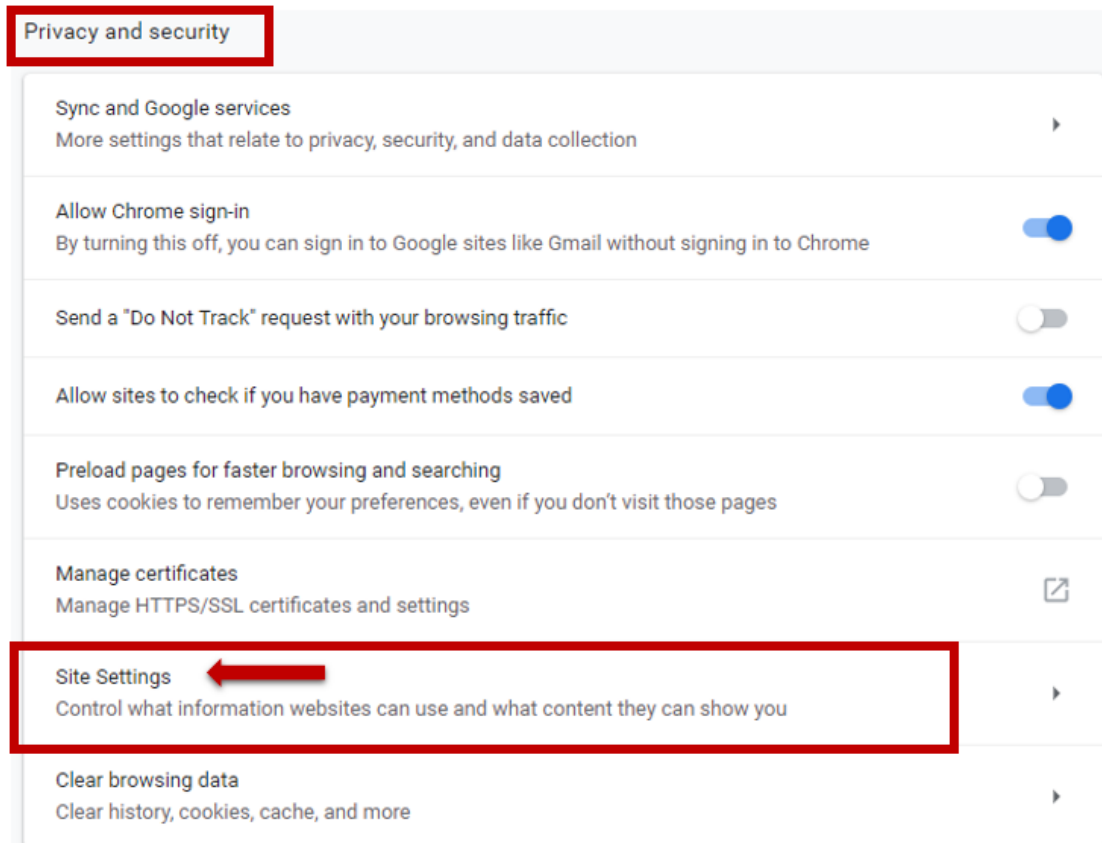 Privacy and security
Sync and Google services
More settings that relate to privacy, security, and data collection
Allow Chrome sign-in
By turning this off, you can sign in to Google sites like Gmail without signing in to Chrome
Send a "Do Not Track" request with your browsing traffic
Allow sites to check if you have payment methods saved
Preload pages for faster browsing and searching
Uses cookies to remember your preferences, even if you don't visit those pages
Manage certificates
Manage HTTPS/SSL certificates and settings
Site Settings
Control what information websites can use and what content they can show you
Clear browsing data
Clear history, cookies, cache, and more